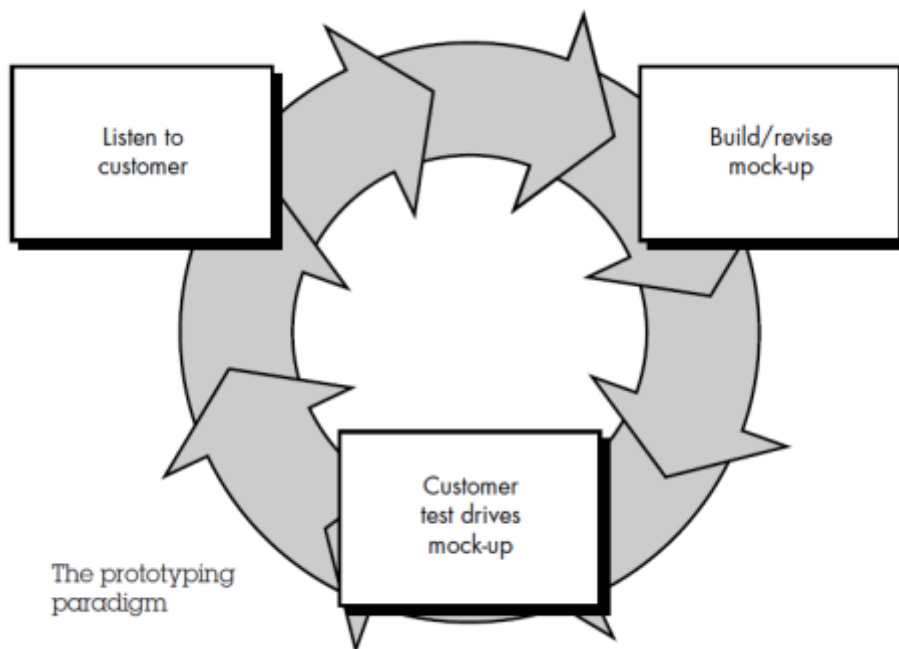 Listen to
customer
Build/revise
mock-up
Customer
test drives
mock-up
The prototyping
paradigm